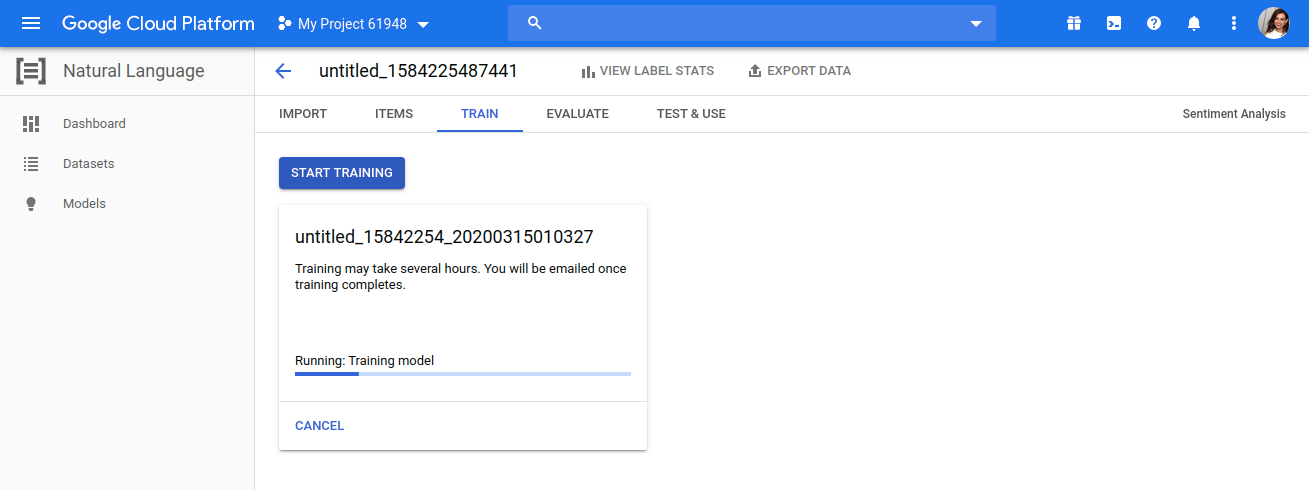 Google Cloud Platform
My Project 61948
Natural Language
untitled_1584225487441
VIEW LABEL STATS
EXPORT DATA
Dashboard
Datasets
Models
IMPORT
ITEMS
TRAIN
EVALUATE
TEST & USE
Sentiment Analysis
START TRAINING
untitled_15842254_20200315010327
Training may take several hours. You will be emailed once
training completes.
Running: Training model
CANCEL